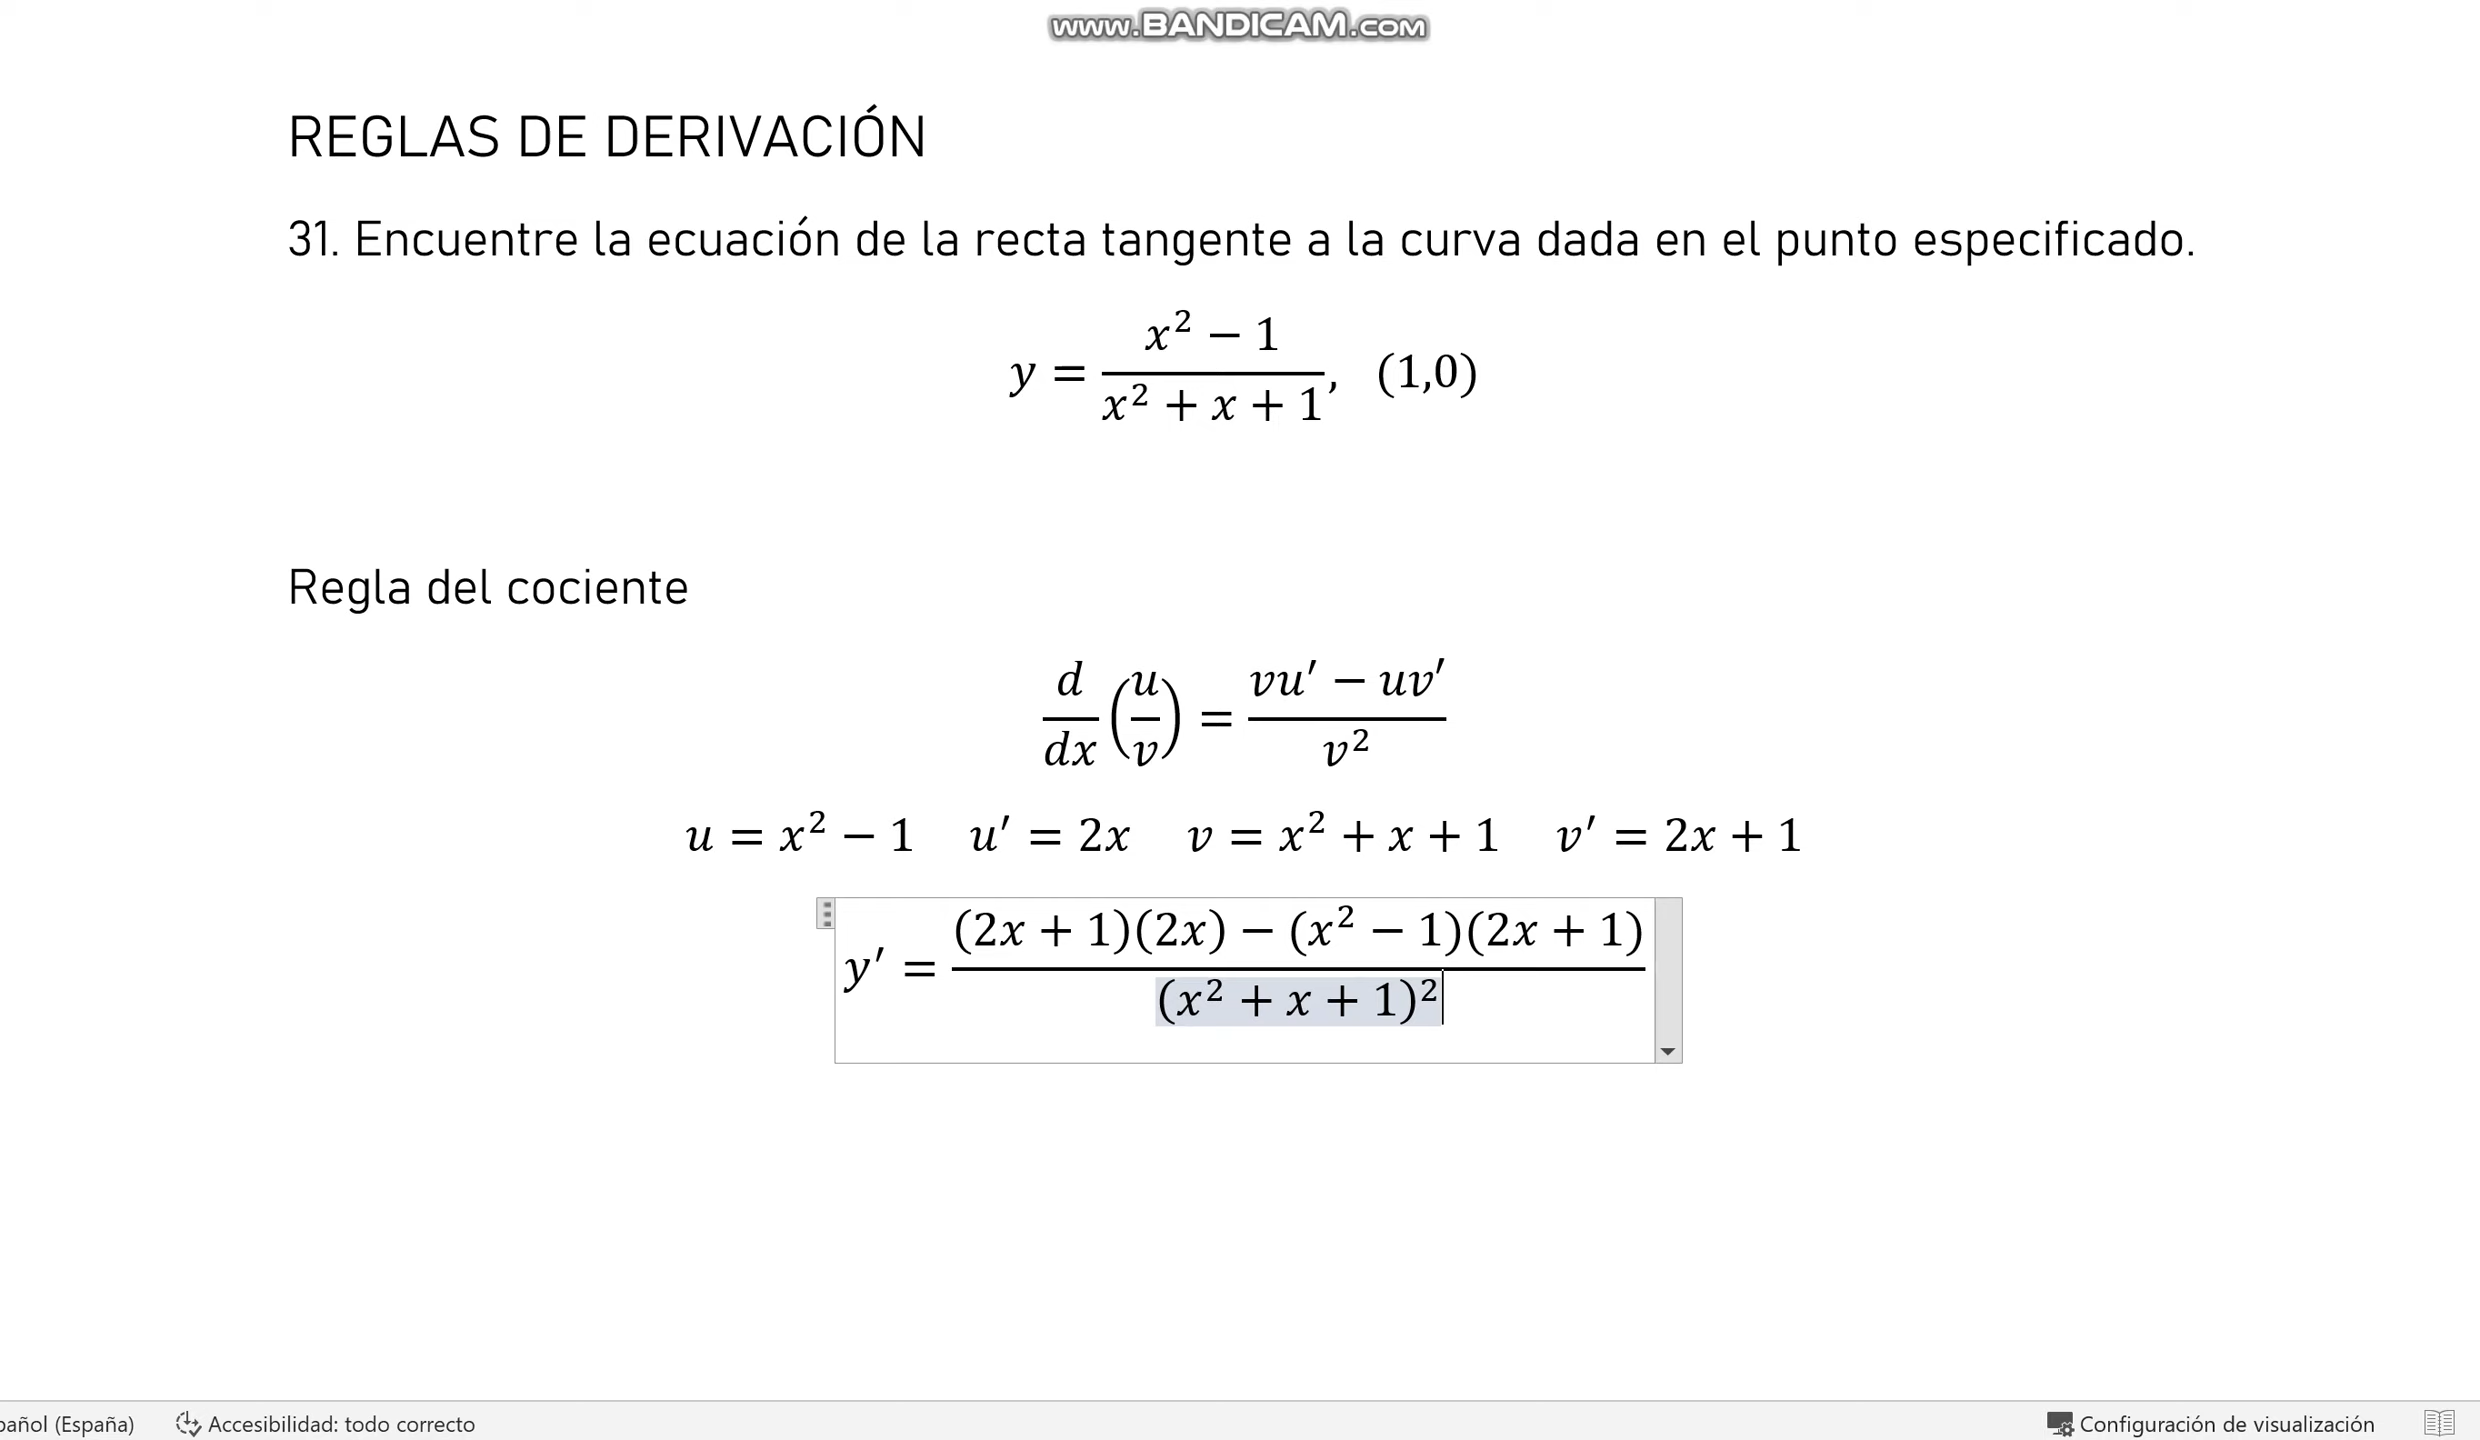 www.BANDICAM.com
REGLAS DE DERIVACIÓN
31. Encuentre la ecuación de la recta tangente a la curva dada en el punto especificado.
y = (x² − 1)/(x² + x + 1), (1,0)
Regla del cociente
d/dx (u/v) = (vu′ − uv′)/v²
u = x² − 1 u′ = 2x v = x² + x + 1 v′ = 2x + 1
y′ = ((2x + 1)(2x) − (x² − 1)(2x + 1))/(x² + x + 1)²
pañol (España) Accesibilidad: todo correcto Configuración de visualización